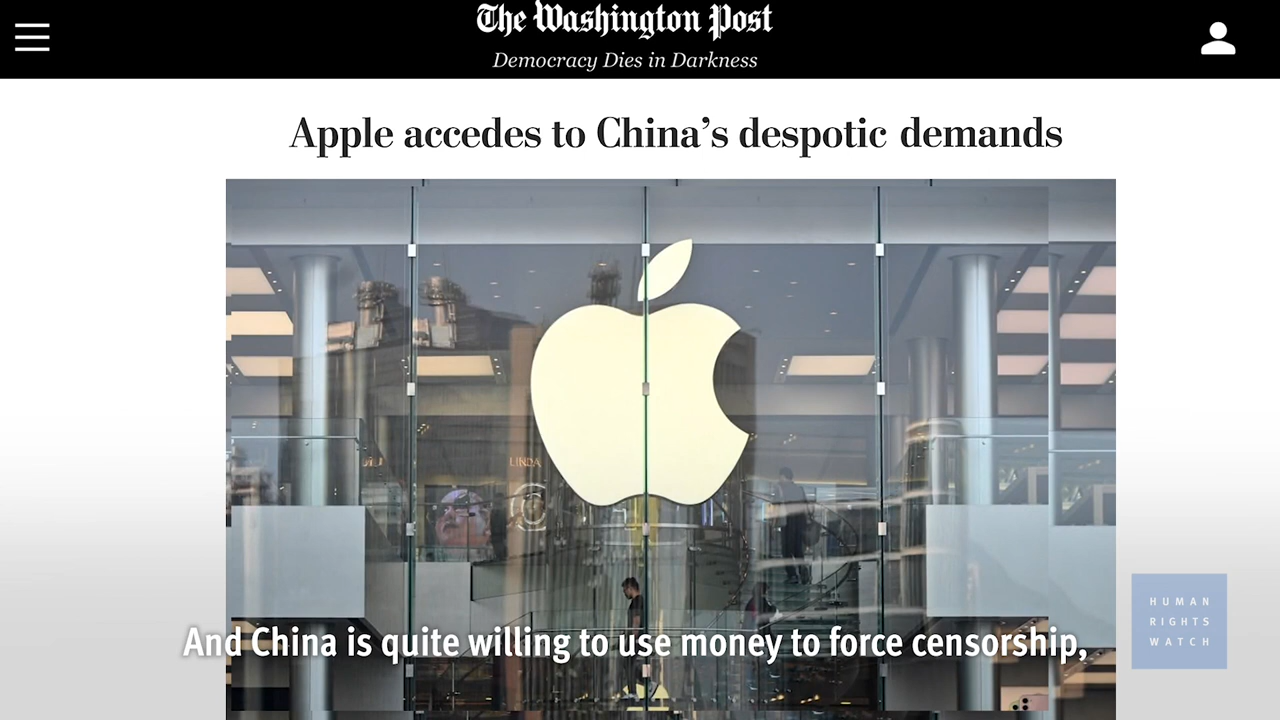 The Washington Post
Democracy Dies in Darkness
Apple accedes to China's despotic demands
LINDA
And China is quite willing to use money to force censorship,
HUMAN
RIGHTS
WATCH